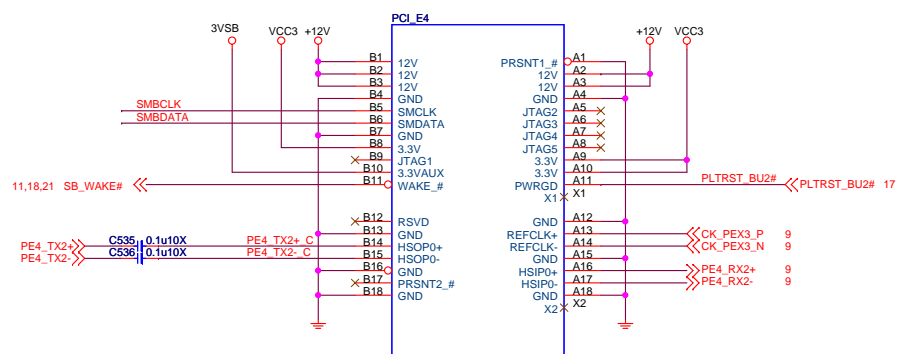 PCI_E4
3VSB VCC3 +12V +12V VCC3
B1 12V PRSNT1_# A1
B2 12V 12V A2
B3 12V 12V A3
B4 GND GND A4
SMBCLK B5 SMCLK JTAG2 A5
SMBDATA B6 SMDATA JTAG3 A6
B7 GND JTAG4 A7
B8 3.3V JTAG5 A8
B9 JTAG1 3.3V A9
B10 3.3VAUX 3.3V A10
11,18,21 SB_WAKE# B11 WAKE_# PWRGD A11 PLTRST_BU2# PLTRST_BU2# 17
X1 X1
B12 RSVD GND A12
B13 GND REFCLK+ A13 CK_PEX3_P 9
PE4_TX2+ C535 0.1u10X PE4_TX2+_C B14 HSOP0+ REFCLK- A14 CK_PEX3_N 9
PE4_TX2- C536 0.1u10X PE4_TX2-_C B15 HSOP0- GND A15
B16 GND HSIP0+ A16 PE4_RX2+ 9
B17 PRSNT2_# HSIP0- A17 PE4_RX2- 9
B18 GND GND A18
X2 X2